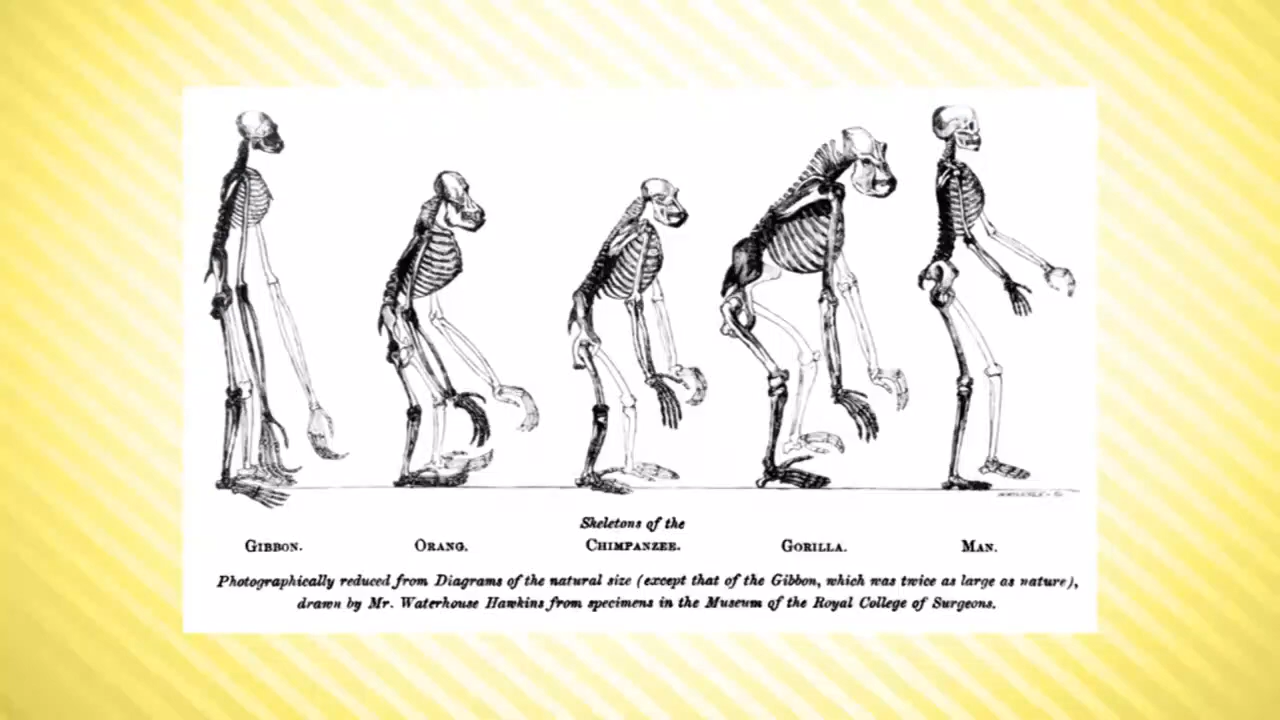 Skeletons of the
GIBBON. ORANG. CHIMPANZEE. GORILLA. MAN.
Photographically reduced from Diagrams of the natural size (except that of the Gibbon, which was twice as large as nature),
drawn by Mr. Waterhouse Hawkins from specimens in the Museum of the Royal College of Surgeons.